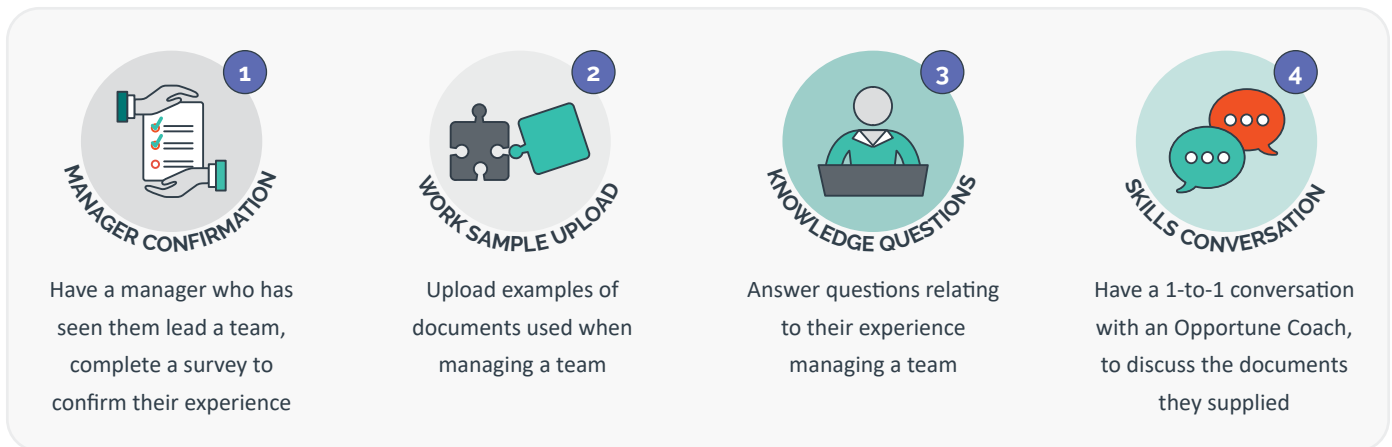 1
MANAGER CONFIRMATION
Have a manager who has
seen them lead a team,
complete a survey to
confirm their experience
2
WORK SAMPLE UPLOAD
Upload examples of
documents used when
managing a team
3
KNOWLEDGE QUESTIONS
Answer questions relating
to their experience
managing a team
4
SKILLS CONVERSATION
Have a 1-to-1 conversation
with an Opportune Coach,
to discuss the documents
they supplied